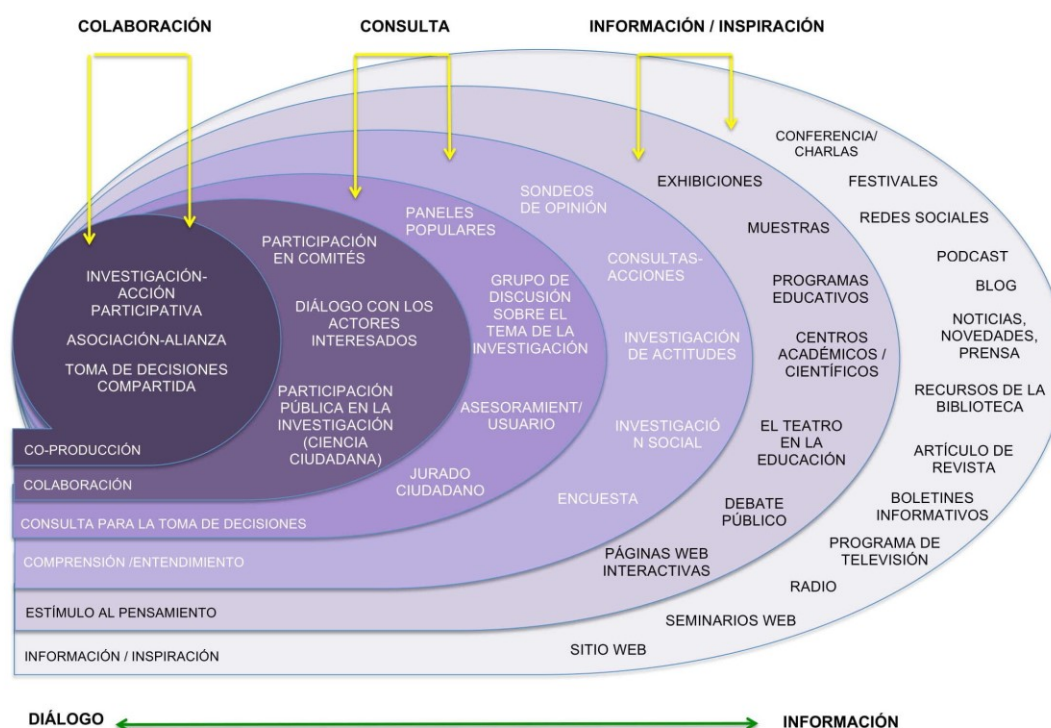 COLABORACIÓN
CONSULTA
INFORMACIÓN / INSPIRACIÓN
INVESTIGACIÓN-
ACCIÓN
PARTICIPATIVA
ASOCIACIÓN-ALIANZA
TOMA DE DECISIONES
COMPARTIDA
CO-PRODUCCIÓN
PARTICIPACIÓN
EN COMITÉS
DIÁLOGO CON LOS
ACTORES
INTERESADOS
PARTICIPACIÓN
PÚBLICA EN LA
INVESTIGACIÓN
(CIENCIA
CIUDADANA)
COLABORACIÓN
PANELES
POPULARES
GRUPO DE
DISCUSIÓN
SOBRE EL
TEMA DE LA
INVESTIGACIÓN
ASESORAMIENT/
USUARIO
JURADO
CIUDADANO
CONSULTA PARA LA TOMA DE DECISIONES
SONDEOS
DE OPINIÓN
CONSULTAS-
ACCIONES
INVESTIGACIÓN
DE ACTITUDES
INVESTIGACIÓ
N SOCIAL
ENCUESTA
COMPRENSIÓN /ENTENDIMIENTO
EXHIBICIONES
MUESTRAS
PROGRAMAS
EDUCATIVOS
CENTROS
ACADÉMICOS /
CIENTÍFICOS
EL TEATRO
EN LA
EDUCACIÓN
DEBATE
PÚBLICO
PÁGINAS WEB
INTERACTIVAS
ESTÍMULO AL PENSAMIENTO
CONFERENCIA/
CHARLAS
FESTIVALES
REDES SOCIALES
PODCAST
BLOG
NOTICIAS,
NOVEDADES,
PRENSA
RECURSOS DE LA
BIBLIOTECA
ARTÍCULO DE
REVISTA
BOLETINES
INFORMATIVOS
PROGRAMA DE
TELEVISIÓN
RADIO
SEMINARIOS WEB
SITIO WEB
INFORMACIÓN / INSPIRACIÓN
DIÁLOGO
INFORMACIÓN